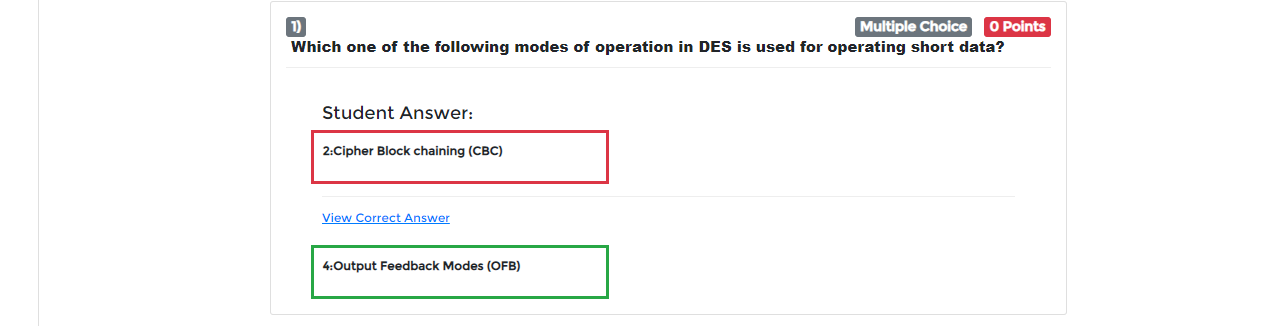 1)
Multiple Choice 0 Points
Which one of the following modes of operation in DES is used for operating short data?
Student Answer:
2:Cipher Block chaining (CBC)
View Correct Answer
4:Output Feedback Modes (OFB)